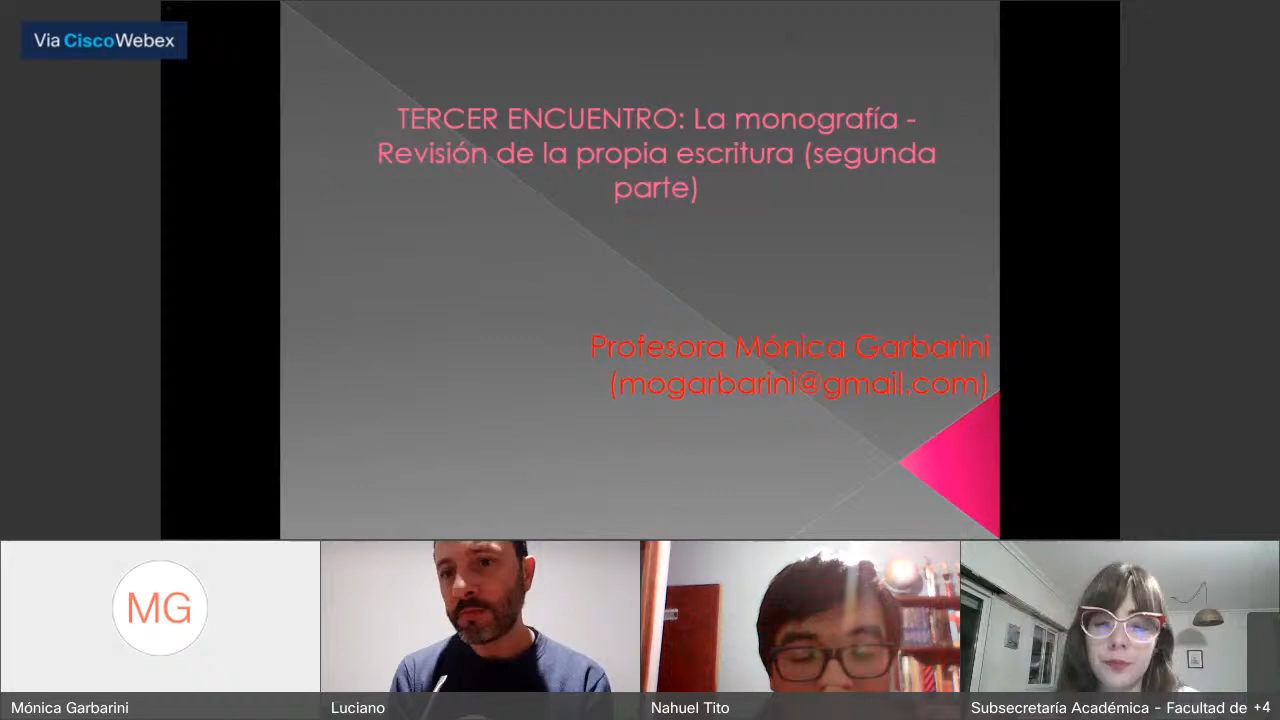 Via CiscoWebex
TERCER ENCUENTRO: La monografía -
Revisión de la propia escritura (segunda
parte)
Profesora Mónica Garbarini
(mogarbarini@gmail.com)
MG
Mónica Garbarini
Luciano
Nahuel Tito
Subsecretaría Académica - Facultad de +4